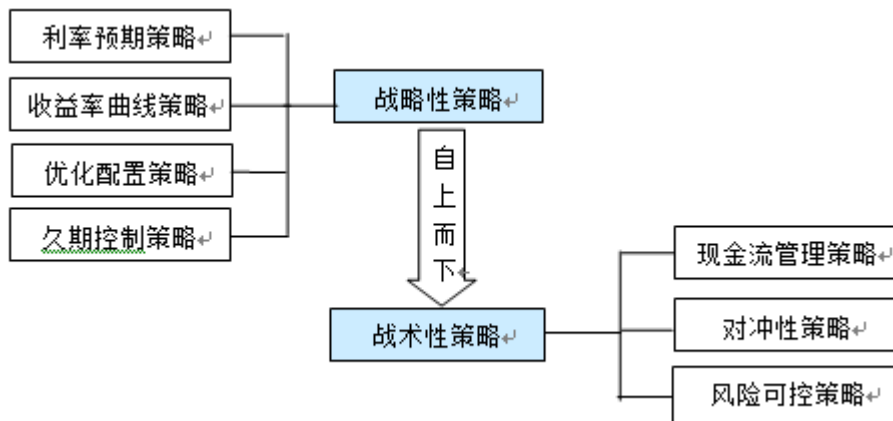 利率预期策略
收益率曲线策略
优化配置策略
久期控制策略
战略性策略
自
上
而
下
战术性策略
现金流管理策略
对冲性策略
风险可控策略